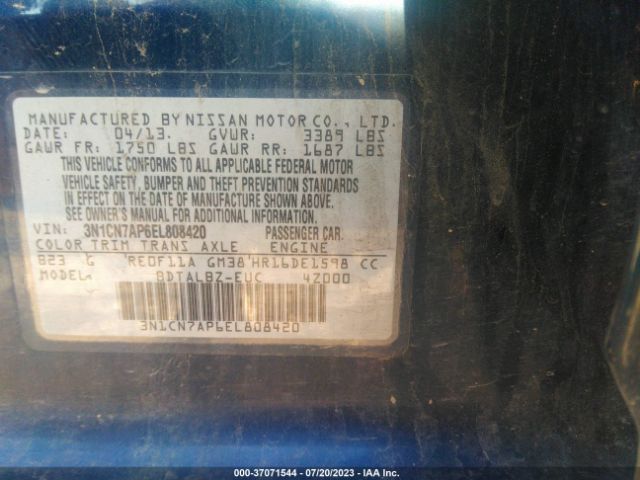 MANUFACTURED BY NISSAN MOTOR CO., LTD.
DATE: 04/13. GVWR: 3389 LBS
GAWR FR: 1750 LBS GAWR RR: 1687 LBS
THIS VEHICLE CONFORMS TO ALL APPLICABLE FEDERAL MOTOR
VEHICLE SAFETY, BUMPER AND THEFT PREVENTION STANDARDS
IN EFFECT ON THE DATE OF MANUFACTURE SHOWN ABOVE.
SEE OWNER'S MANUAL FOR ADDITIONAL INFORMATION.
VIN: 3N1CN7AP6EL808420 PASSENGER CAR.
COLOR TRIM TRANS AXLE ENGINE
B23 G RE0F11A GM38 HR16DE1598 CC
MODEL: BDTALBZ-EUC 4Z000
3N1CN7AP6EL808420
000-37071544 | 07/20/2023 | IAA Inc.